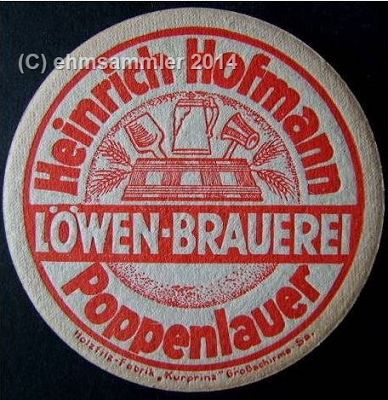 (C) ehmsammler 2014
Heinrich Hofmann
LÖWEN-BRAUEREI
Poppenlauer
Holzfilz-Fabrik „Kurprinz" Großschirma-Sa.